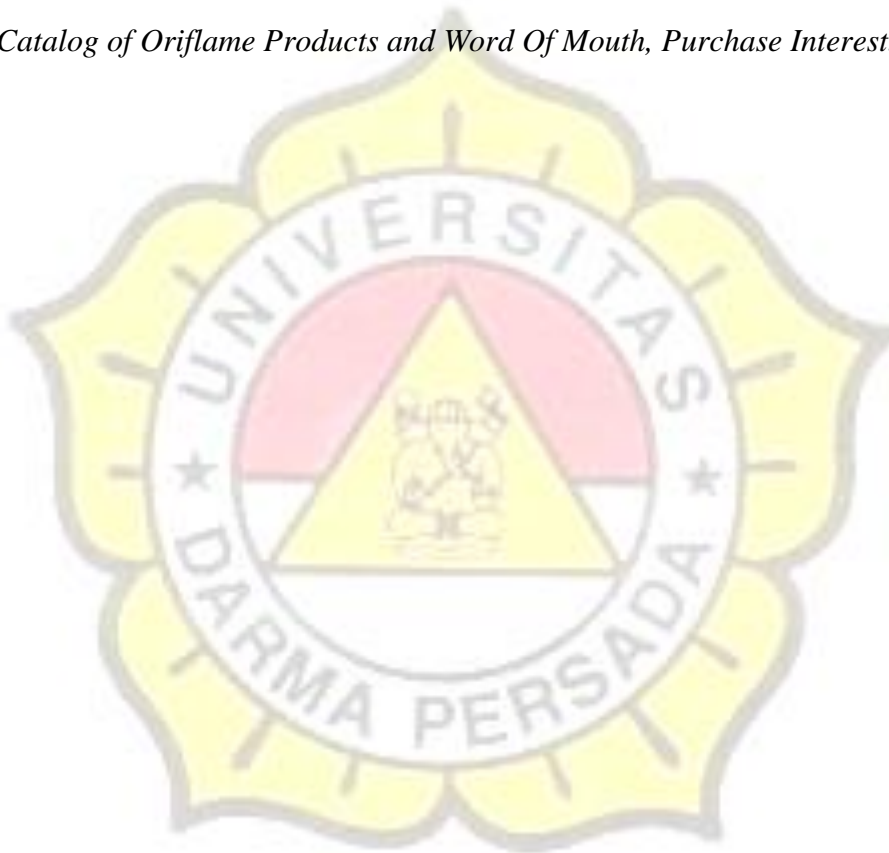 Catalog of Oriflame Products and Word Of Mouth, Purchase Interest.
UNIVERSITAS
★ DARMA PERSADA ★